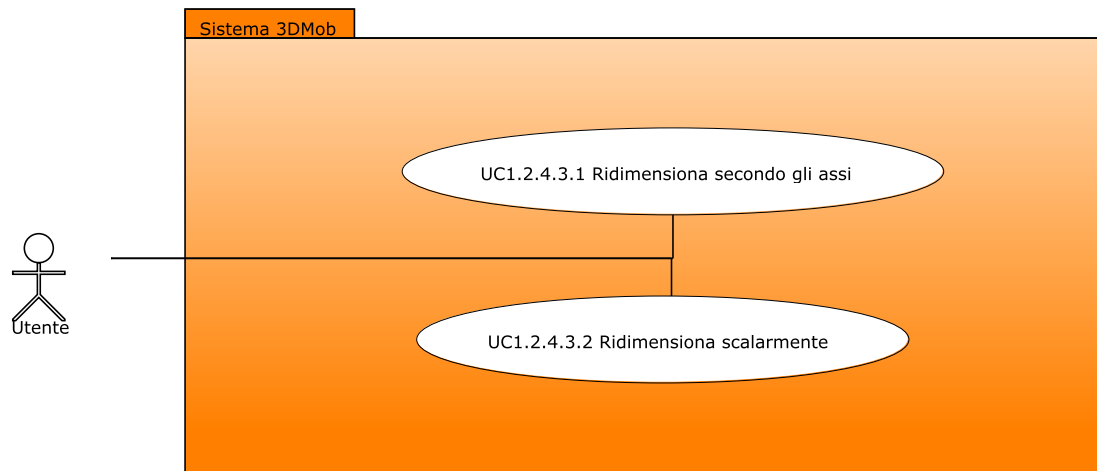 Sistema 3DMob
UC1.2.4.3.1 Ridimensiona secondo gli assi
Utente
UC1.2.4.3.2 Ridimensiona scalarmente